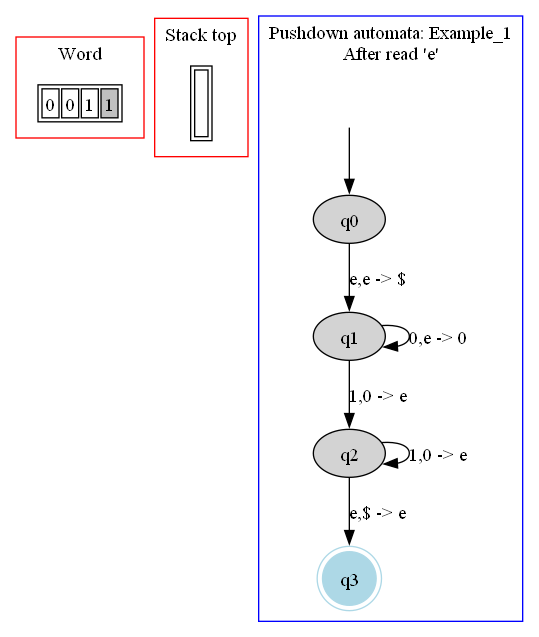 Word
0 0 1 1
Stack top
Pushdown automata: Example_1
After read 'e'
q0
e,e -> $
q1
0,e -> 0
1,0 -> e
q2
1,0 -> e
e,$ -> e
q3